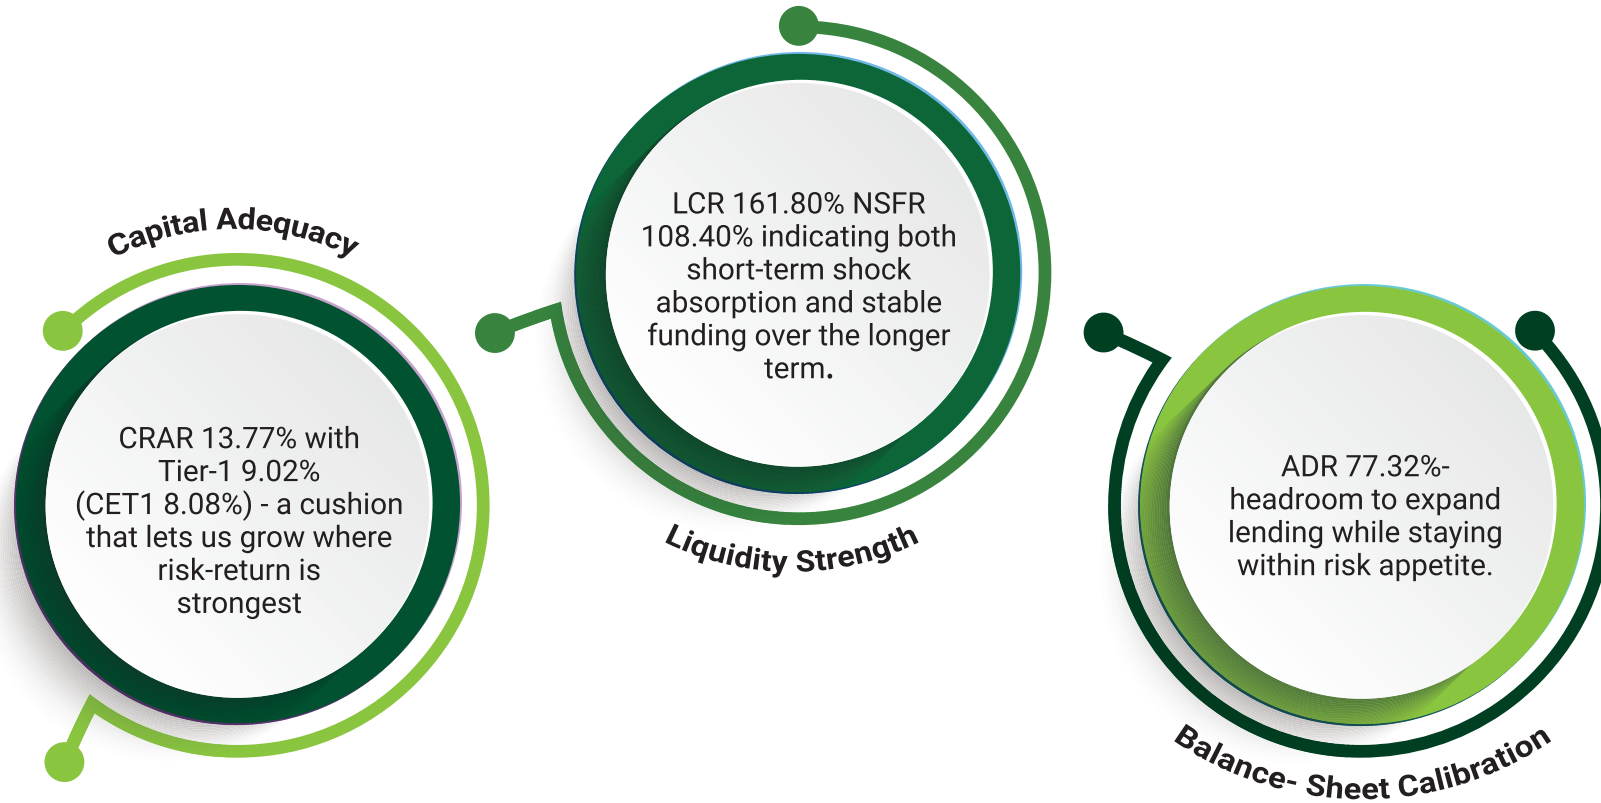 Capital Adequacy
CRAR 13.77% with
Tier-1 9.02%
(CET1 8.08%) - a cushion
that lets us grow where
risk-return is
strongest
LCR 161.80% NSFR
108.40% indicating both
short-term shock
absorption and stable
funding over the longer
term.
Liquidity Strength
ADR 77.32%-
headroom to expand
lending while staying
within risk appetite.
Balance- Sheet Calibration